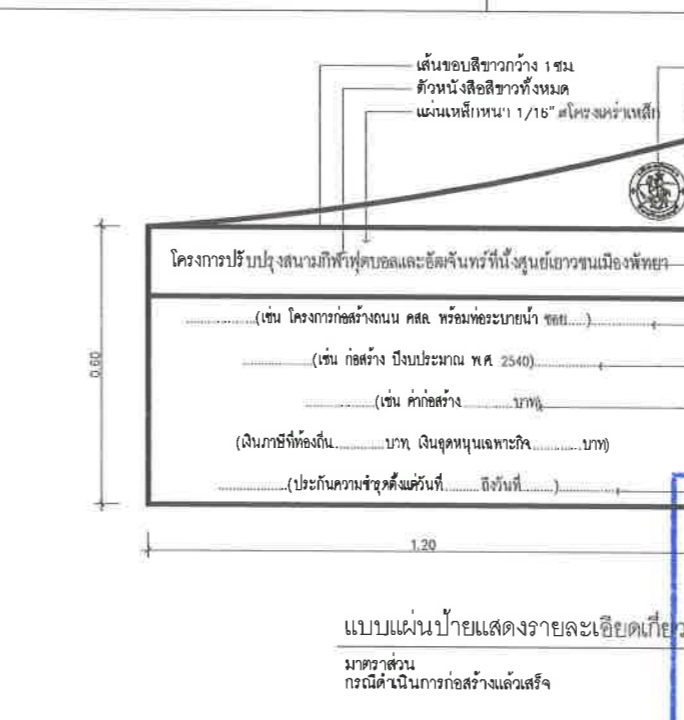 เส้นขอบสีขาวกว้าง 1 ซม.
ตัวหนังสือสีขาวทั้งหมด
แผ่นเหล็กหนา 1/16" สโครงเคร่าเหล็ก
โครงการปรับปรุงสนามกีฬาฟุตบอลและอัฒจันทร์ที่นั่งศูนย์เยาวชนเมืองพัทยา
....................(เช่น โครงการก่อสร้างถนน คสล. พร้อมท่อระบายน้ำ ซอย.....)
....................(เช่น ก่อสร้าง ปีงบประมาณ พ.ศ. 2540)....................
....................(เช่น ค่าก่อสร้าง...............บาท)
(เงินภาษีที่ท้องถิ่น..............บาท, เงินอุดหนุนเฉพาะกิจ..............บาท)
....................(ประกันความชำรุดตั้งแต่วันที่..........ถึงวันที่..........)....................
0.60
1.20
แบบแผ่นป้ายแสดงรายละเอียดเกี่ยว
มาตราส่วน
กรณีดำเนินการก่อสร้างแล้วเสร็จ